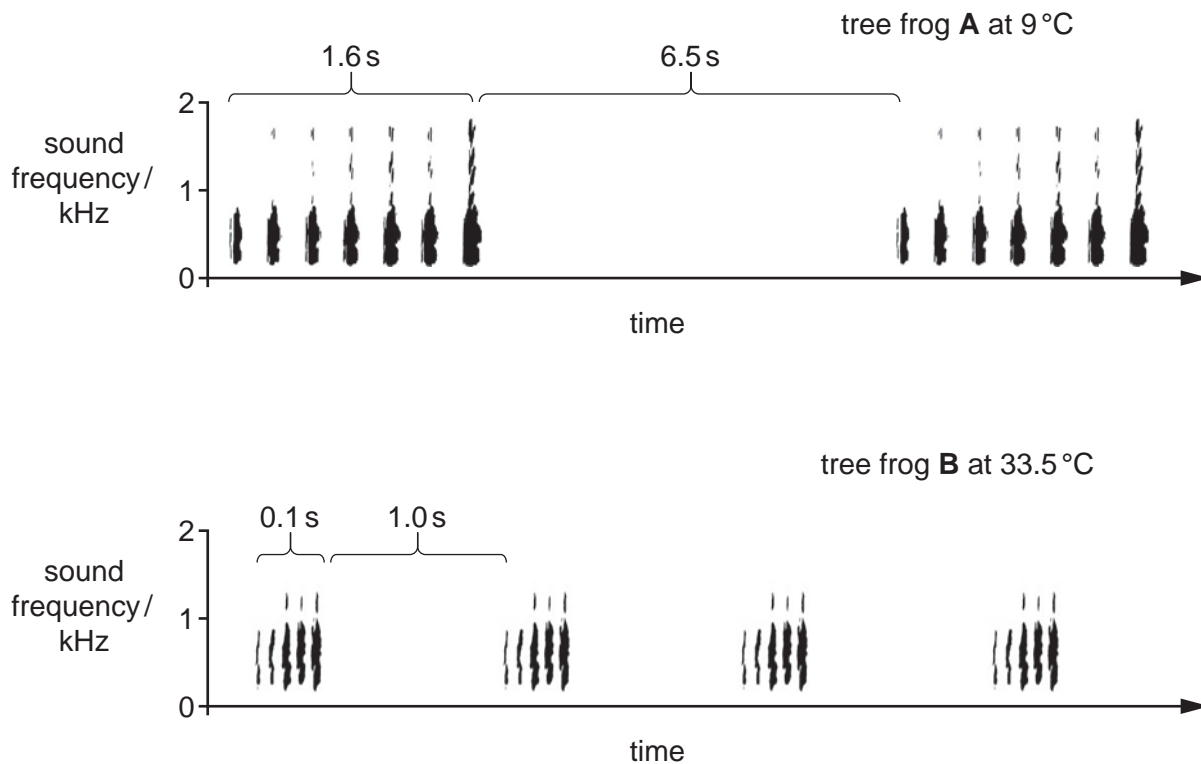 tree frog A at 9 °C
1.6 s 6.5 s
2
sound
frequency /
kHz
1
0
time
tree frog B at 33.5 °C
0.1 s 1.0 s
2
sound
frequency /
kHz
1
0
time